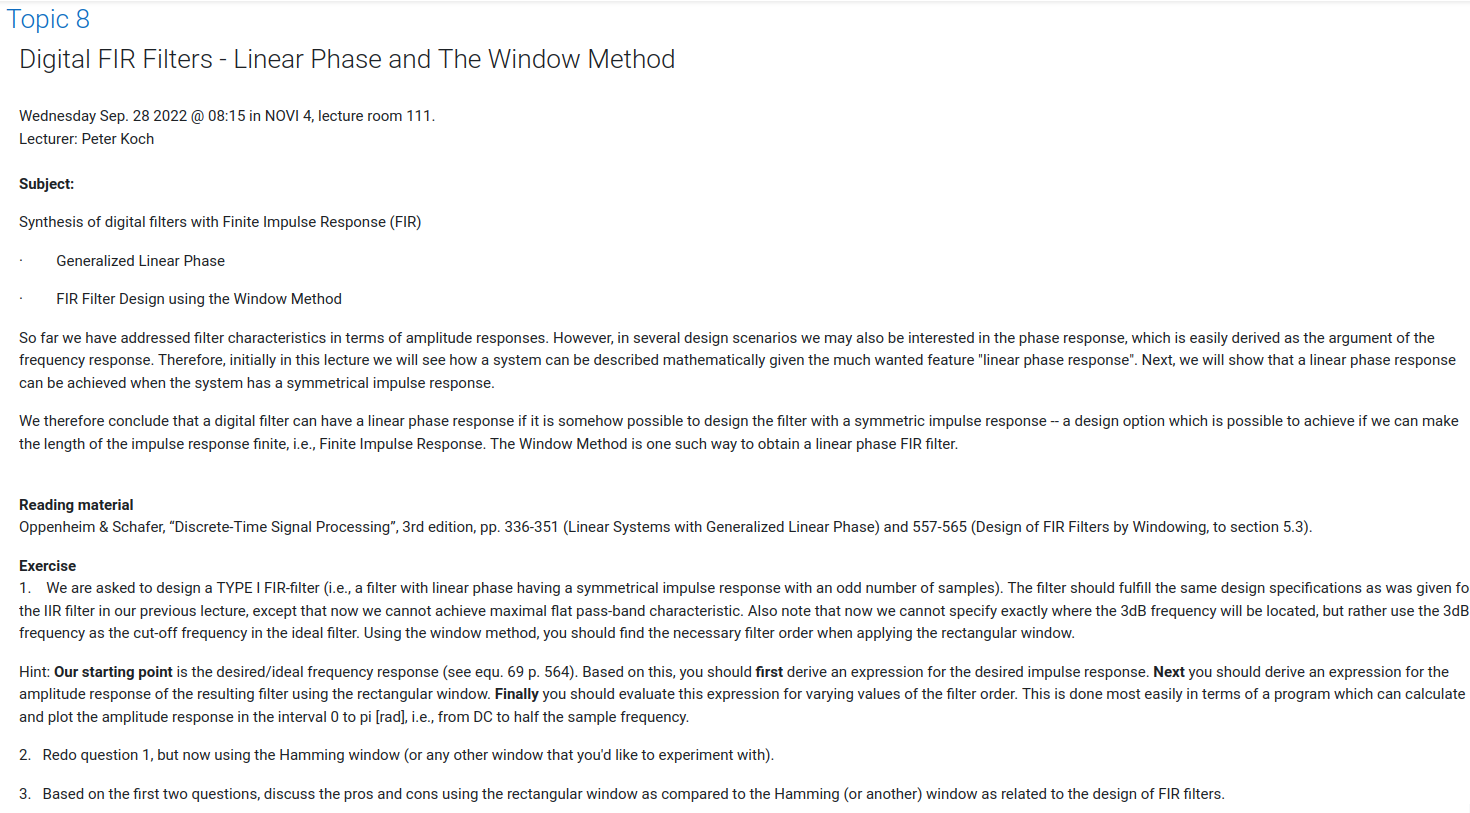 Topic 8
Digital FIR Filters - Linear Phase and The Window Method
Wednesday Sep. 28 2022 @ 08:15 in NOVI 4, lecture room 111.
Lecturer: Peter Koch
Subject:
Synthesis of digital filters with Finite Impulse Response (FIR)
· Generalized Linear Phase
· FIR Filter Design using the Window Method
So far we have addressed filter characteristics in terms of amplitude responses. However, in several design scenarios we may also be interested in the phase response, which is easily derived as the argument of the
frequency response. Therefore, initially in this lecture we will see how a system can be described mathematically given the much wanted feature "linear phase response". Next, we will show that a linear phase response
can be achieved when the system has a symmetrical impulse response.
We therefore conclude that a digital filter can have a linear phase response if it is somehow possible to design the filter with a symmetric impulse response -- a design option which is possible to achieve if we can make
the length of the impulse response finite, i.e., Finite Impulse Response. The Window Method is one such way to obtain a linear phase FIR filter.
Reading material
Oppenheim & Schafer, “Discrete-Time Signal Processing”, 3rd edition, pp. 336-351 (Linear Systems with Generalized Linear Phase) and 557-565 (Design of FIR Filters by Windowing, to section 5.3).
Exercise
1. We are asked to design a TYPE I FIR-filter (i.e., a filter with linear phase having a symmetrical impulse response with an odd number of samples). The filter should fulfill the same design specifications as was given fo
the IIR filter in our previous lecture, except that now we cannot achieve maximal flat pass-band characteristic. Also note that now we cannot specify exactly where the 3dB frequency will be located, but rather use the 3dB
frequency as the cut-off frequency in the ideal filter. Using the window method, you should find the necessary filter order when applying the rectangular window.
Hint: Our starting point is the desired/ideal frequency response (see equ. 69 p. 564). Based on this, you should first derive an expression for the desired impulse response. Next you should derive an expression for the
amplitude response of the resulting filter using the rectangular window. Finally you should evaluate this expression for varying values of the filter order. This is done most easily in terms of a program which can calculate
and plot the amplitude response in the interval 0 to pi [rad], i.e., from DC to half the sample frequency.
2. Redo question 1, but now using the Hamming window (or any other window that you'd like to experiment with).
3. Based on the first two questions, discuss the pros and cons using the rectangular window as compared to the Hamming (or another) window as related to the design of FIR filters.